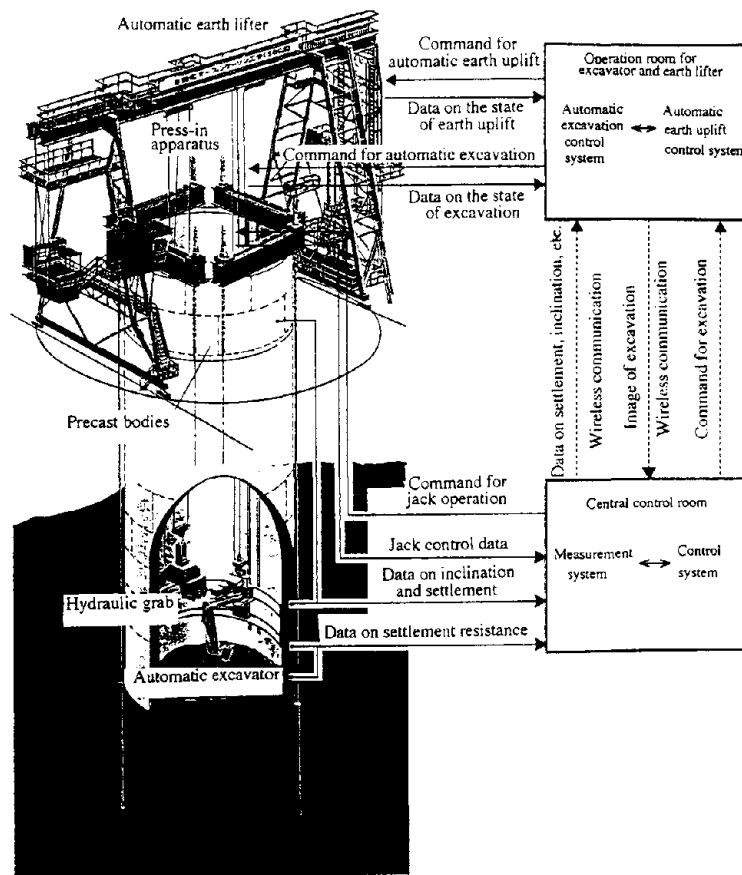 Automatic earth lifter
Command for
automatic earth uplift
Data on the state
of earth uplift
Press-in
apparatus
Command for automatic excavation
Data on the state
of excavation
Operation room for
excavator and earth lifter
Automatic
excavation
control
system
Automatic
earth uplift
control system
Data on settlement, inclination, etc.
Wireless communication
Image of excavation
Wireless communication
Command for excavation
Precast bodies
Command for
jack operation
Jack control data
Data on inclination
and settlement
Data on settlement resistance
Central control room
Measurement
system
Control
system
Hydraulic grab
Automatic excavator